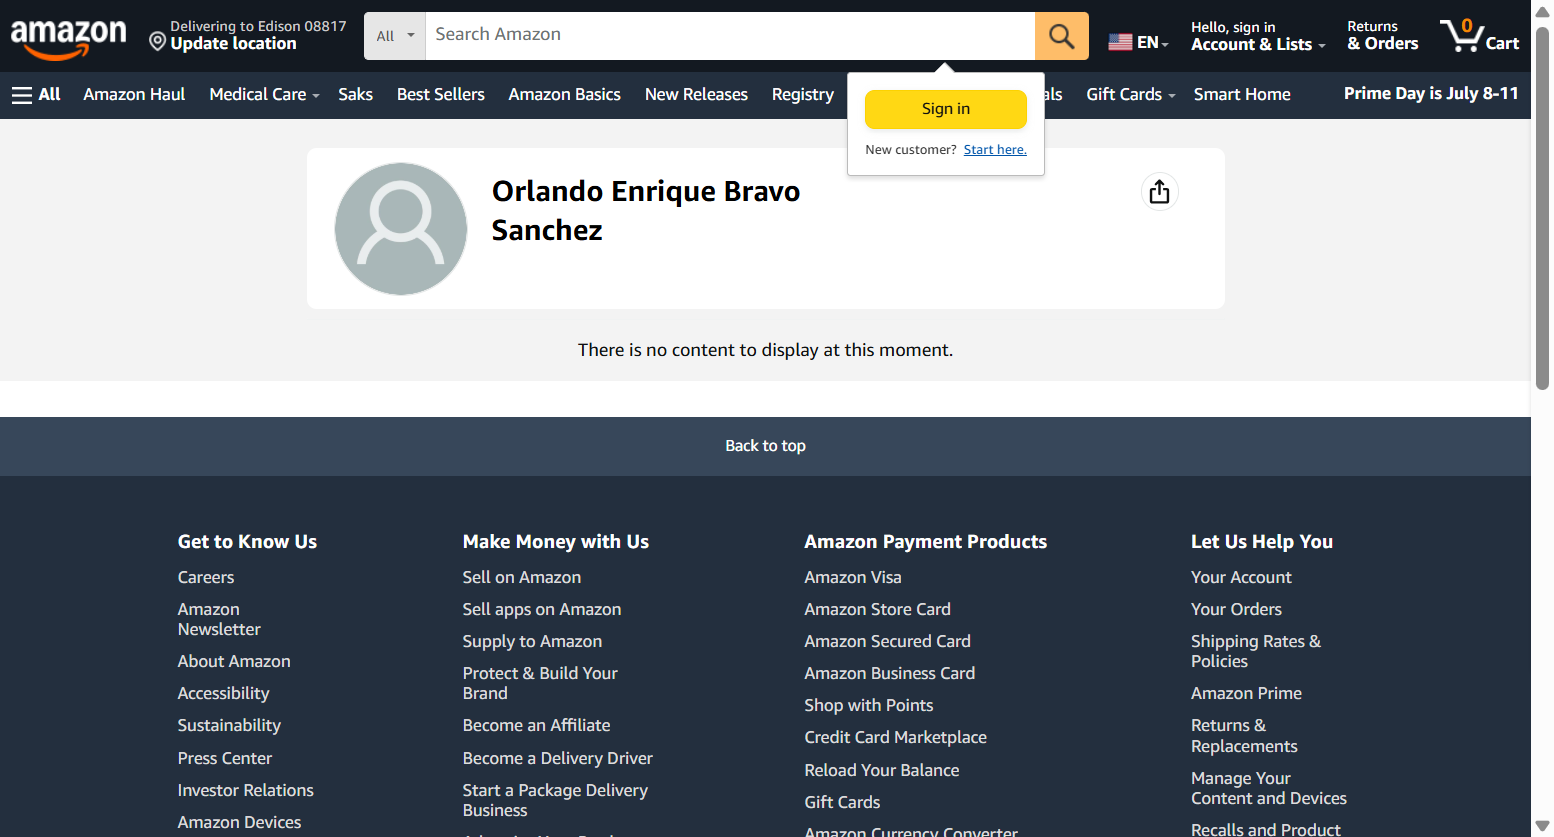 amazon
Delivering to Edison 08817
Update location
All
Search Amazon
EN
Hello, sign in
Account & Lists
Returns
& Orders
0
Cart
All
Amazon Haul
Medical Care
Saks
Best Sellers
Amazon Basics
New Releases
Registry
als
Gift Cards
Smart Home
Prime Day is July 8-11
Sign in
New customer? Start here.
Orlando Enrique Bravo
Sanchez
There is no content to display at this moment.
Back to top
Get to Know Us
Careers
Amazon
Newsletter
About Amazon
Accessibility
Sustainability
Press Center
Investor Relations
Amazon Devices
Make Money with Us
Sell on Amazon
Sell apps on Amazon
Supply to Amazon
Protect & Build Your
Brand
Become an Affiliate
Become a Delivery Driver
Start a Package Delivery
Business
Amazon Payment Products
Amazon Visa
Amazon Store Card
Amazon Secured Card
Amazon Business Card
Shop with Points
Credit Card Marketplace
Reload Your Balance
Gift Cards
Amazon Currency Converter
Let Us Help You
Your Account
Your Orders
Shipping Rates &
Policies
Amazon Prime
Returns &
Replacements
Manage Your
Content and Devices
Recalls and Product